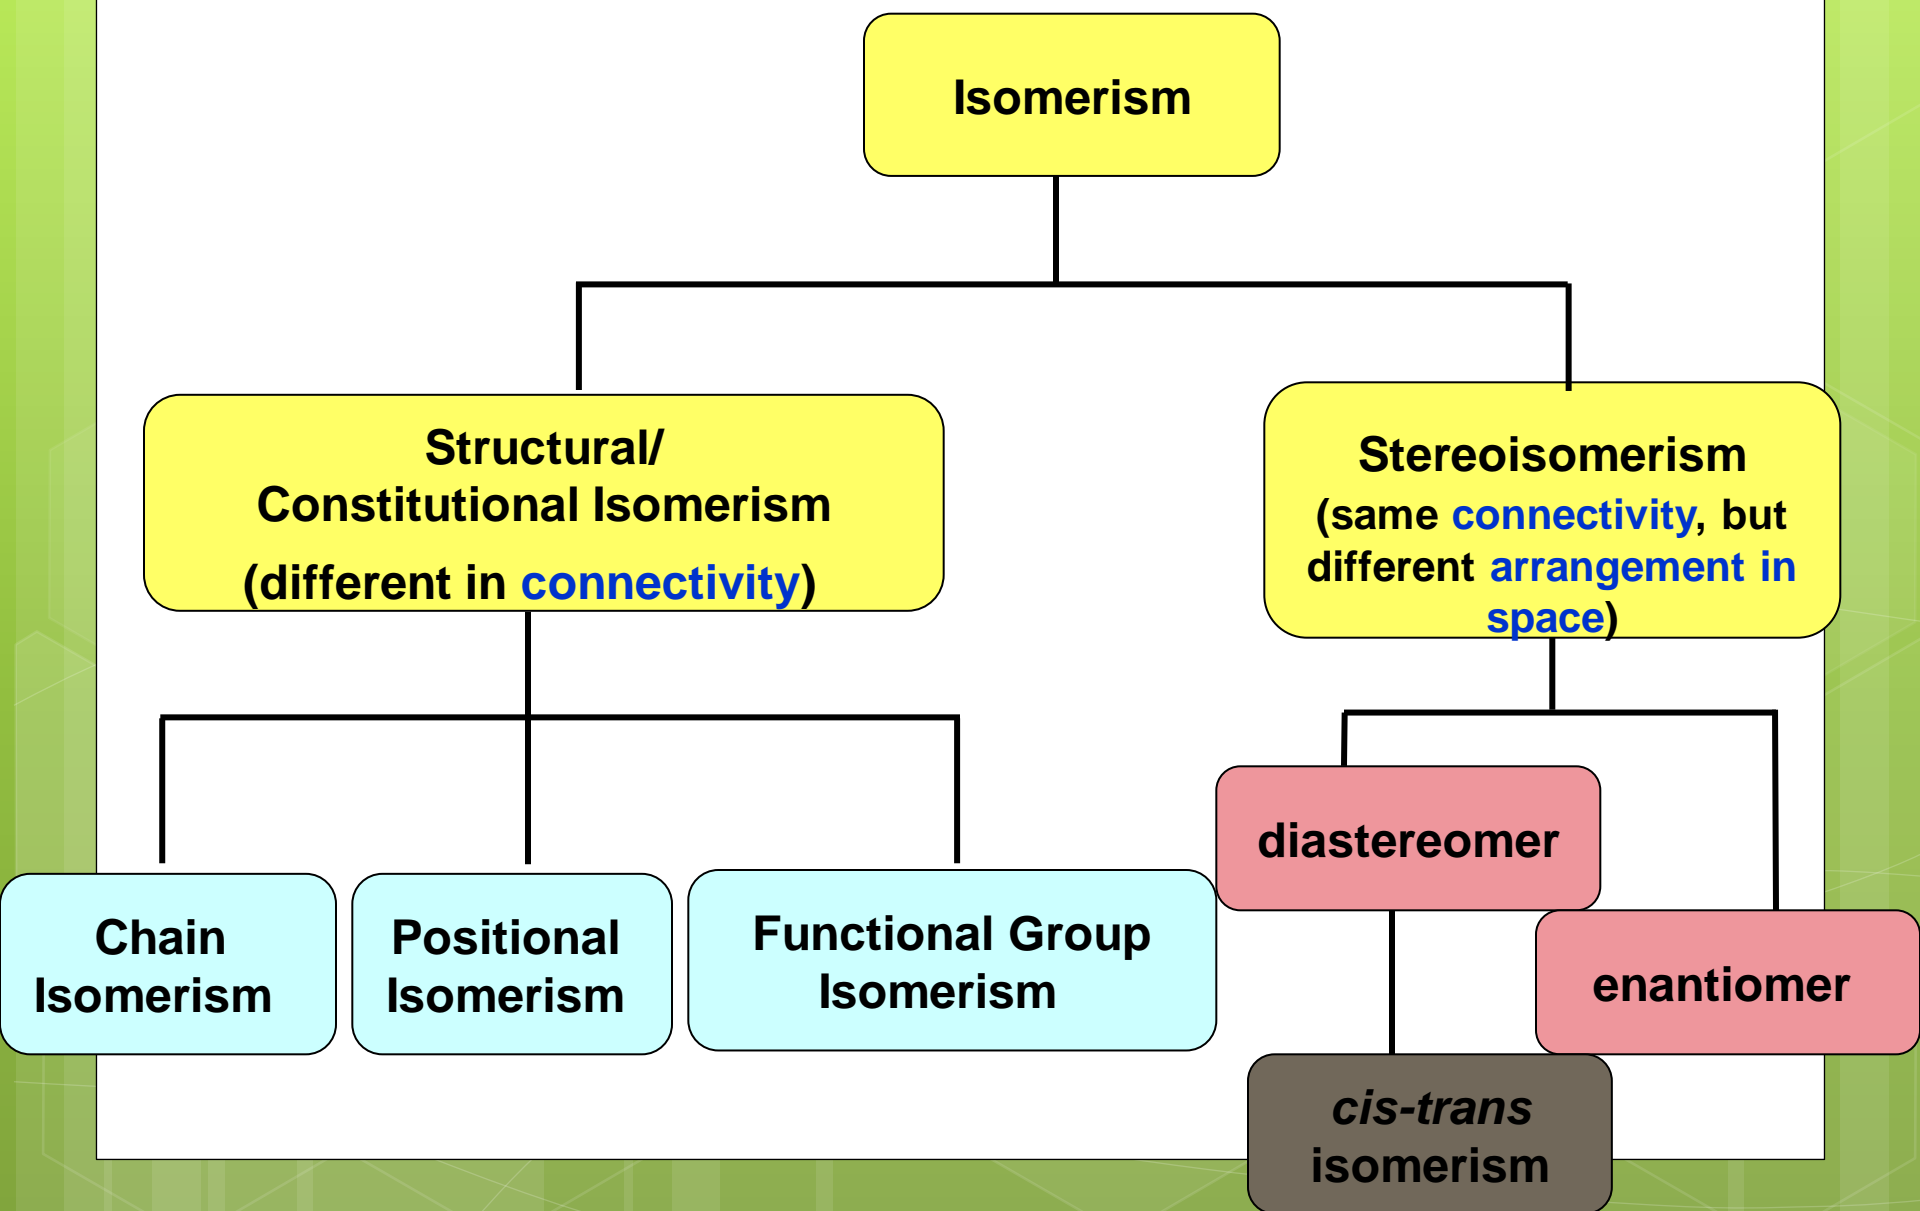 Isomerism
Structural/
Constitutional Isomerism
(different in connectivity)
Stereoisomerism
(same connectivity, but
different arrangement in
space)
Chain
Isomerism
Positional
Isomerism
Functional Group
Isomerism
diastereomer
enantiomer
cis-trans
isomerism